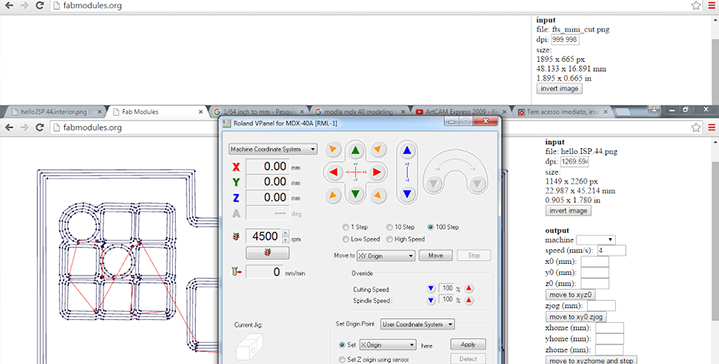 fabmodules.org
input
file: fts_mm_cut.png
dpi: 999.998
size:
1895 x 665 px
48.133 x 16.891 mm
1.895 x 0.665 in
invert image
hello.ISP.44.interior.png
Fab Modules
1/64 inch to mm - Pesqui
modla mdx 40 modeling
ArtCAM Express 2009 -
Tem acesso imediato, ins
fabmodules.org
Roland VPanel for MDX-40A [RML-1]
Machine Coordinate System
X 0.00 mm
Y 0.00 mm
Z 0.00 mm
A --- deg
4500 rpm
0 mm/min
Current Jig:
1 Step 10 Step 100 Step
Low Speed High Speed
Move to XY Origin Move Stop
Override
Cutting Speed 100 %
Spindle Speed: 100 %
Set Origin Point User Coordinate System
Set X Origin here Apply
Set Z origin using sensor Detect
input
file: hello.ISP.44.png
dpi: 1269.594
size:
1149 x 2260 px
22.987 x 45.214 mm
0.905 x 1.780 in
invert image
output
machine
speed (mm/s): 4
x0 (mm):
y0 (mm):
z0 (mm):
move to xyz0
zjog (mm):
move to xy0 zjog
xhome (mm):
yhome (mm):
zhome (mm):
move to xyzhome and stop